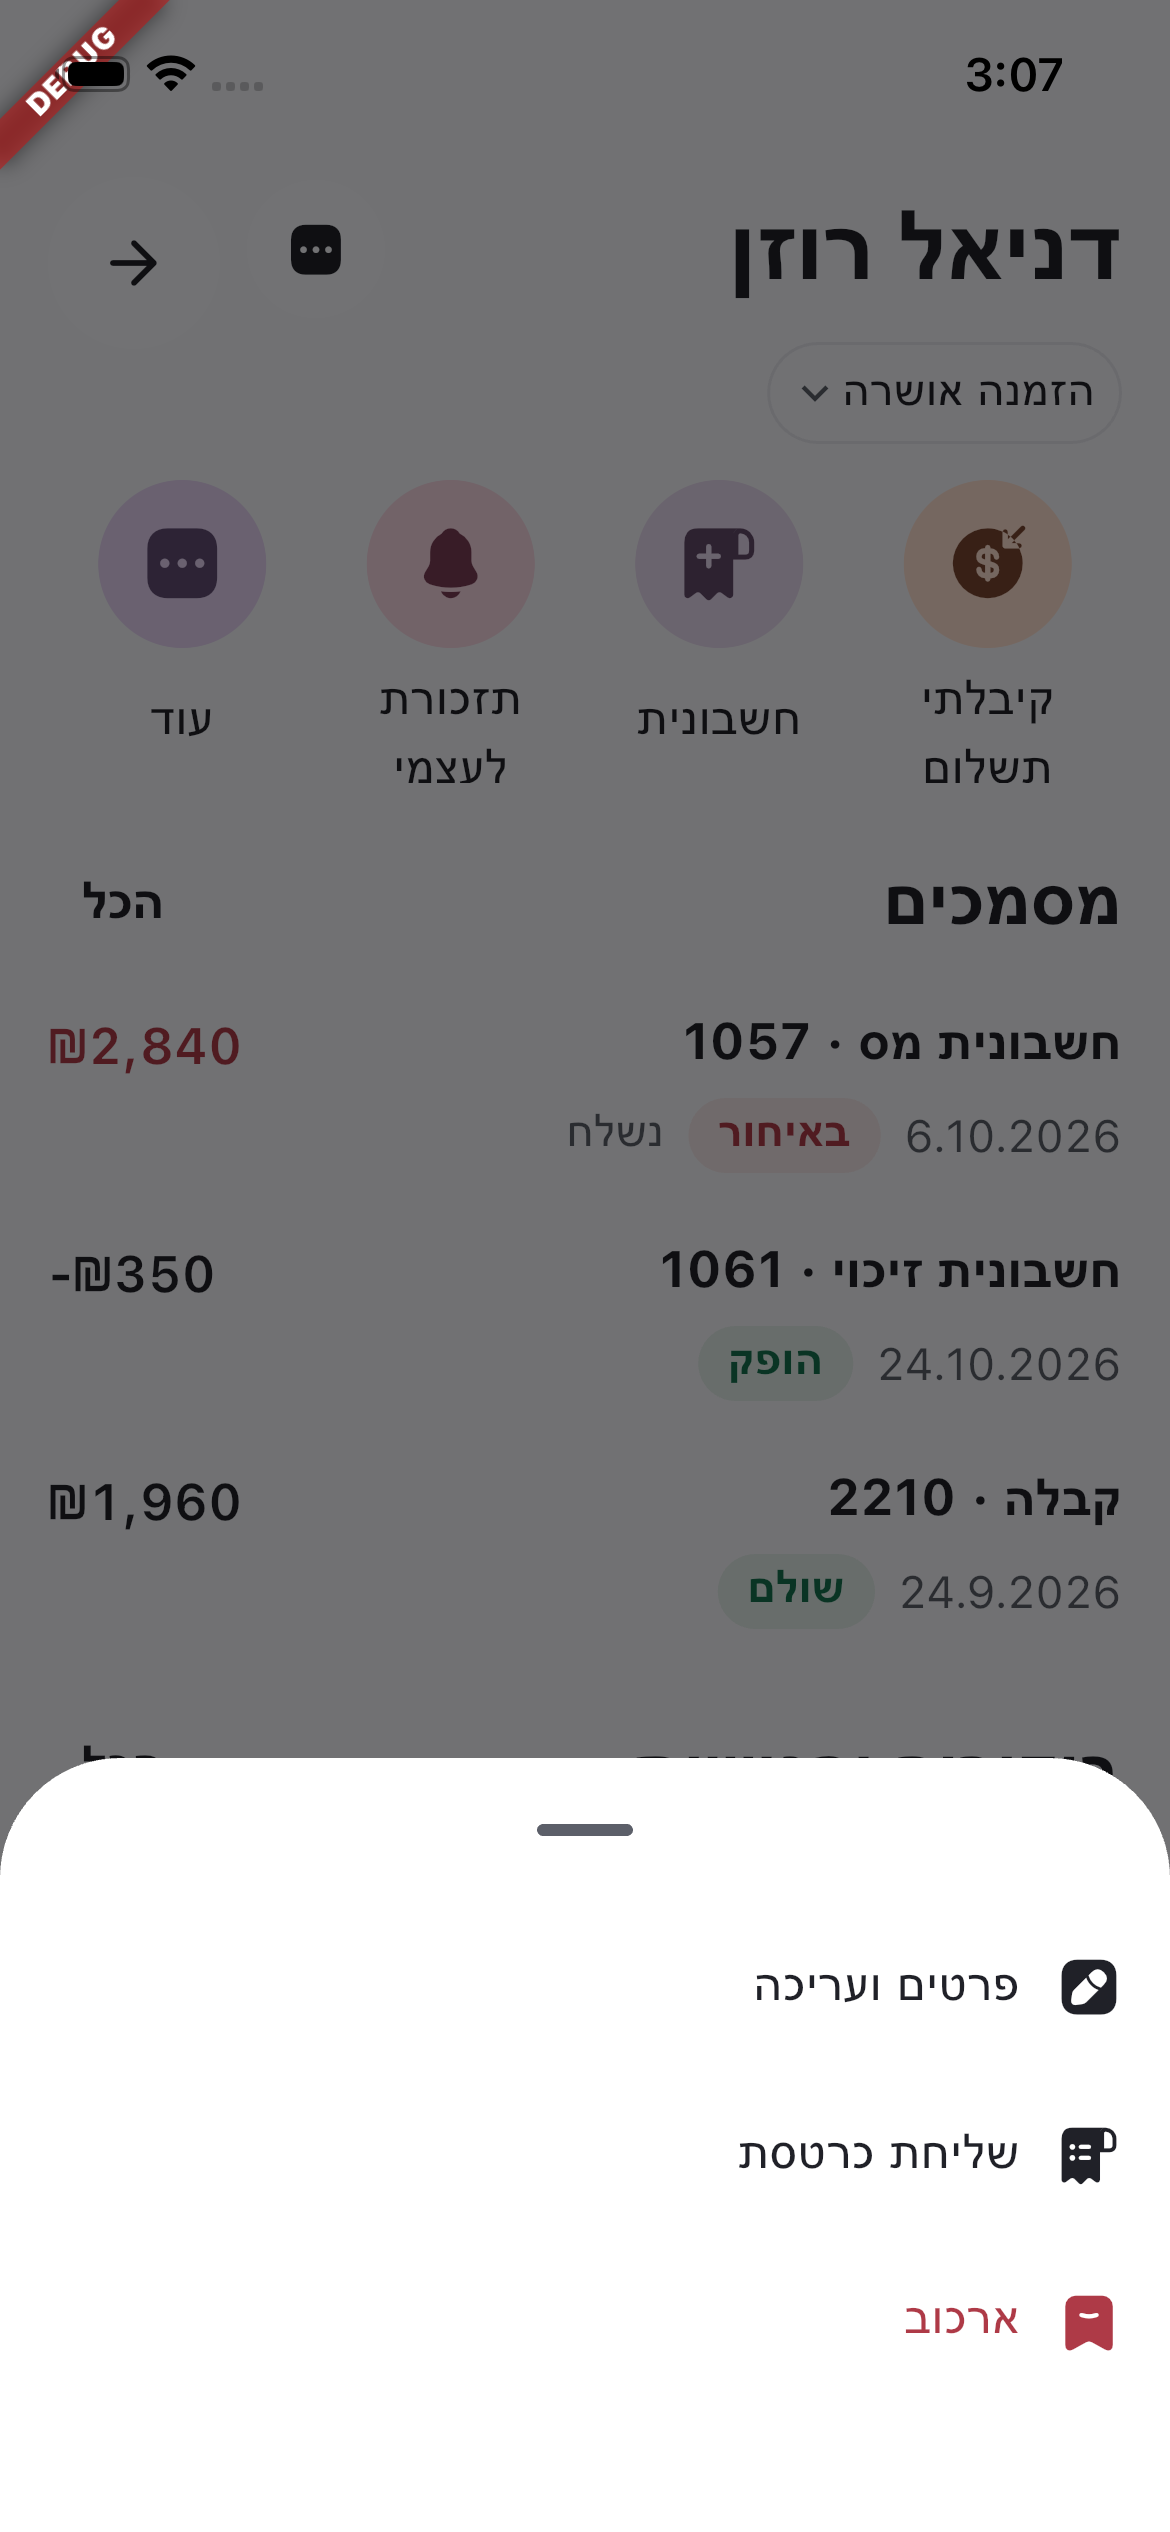 3:07
DEBUG
דניאל רוזן
הזמנה אושרה
קיבלתי תשלום
חשבונית
תזכורת לעצמי
עוד
מסמכים
הכל
חשבונית מס · 1057
₪2,840
6.10.2026
באיחור
נשלח
חשבונית זיכוי · 1061
-₪350
24.10.2026
הופק
קבלה · 2210
₪1,960
24.9.2026
שולם
הכל
פרטים ועריכה
שליחת כרטסת
ארכוב